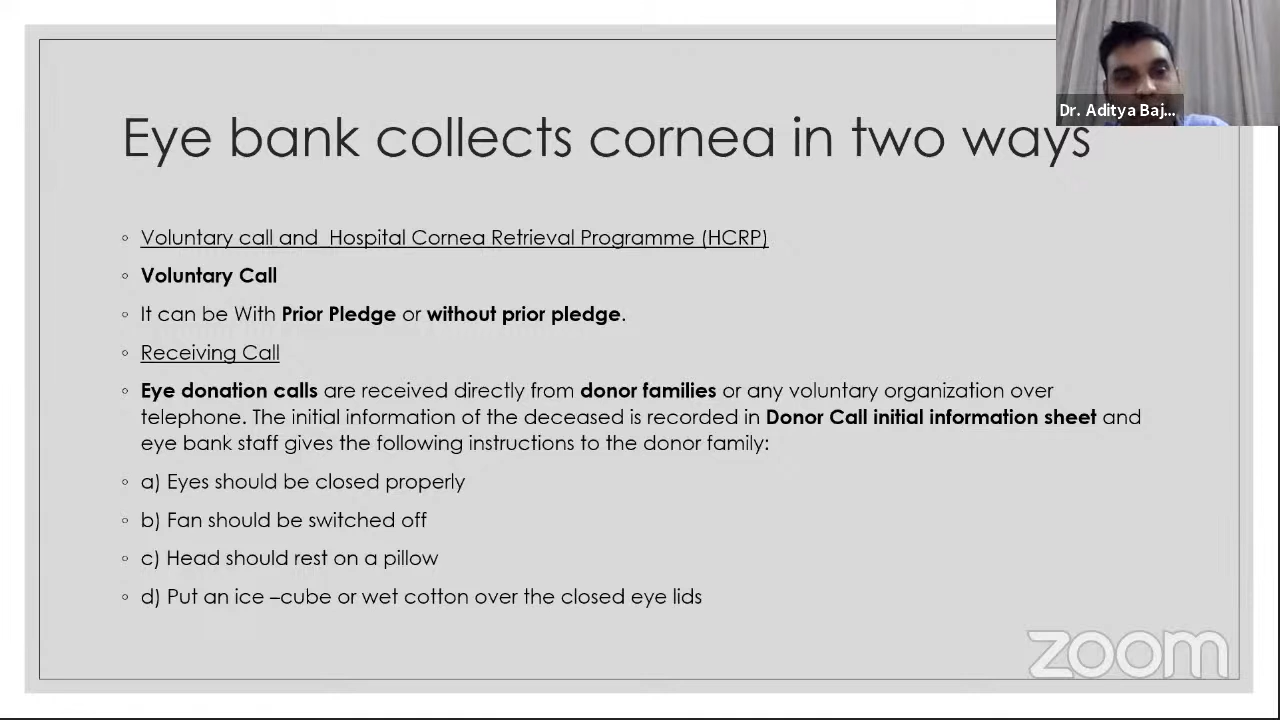 Dr. Aditya Baj...
Eye bank collects cornea in two ways
◦ Voluntary call and  Hospital Cornea Retrieval Programme (HCRP)
◦ Voluntary Call
◦ It can be With Prior Pledge or without prior pledge.
◦ Receiving Call
◦ Eye donation calls are received directly from donor families or any voluntary organization over
telephone. The initial information of the deceased is recorded in Donor Call initial information sheet and
eye bank staff gives the following instructions to the donor family:
◦ a) Eyes should be closed properly
◦ b) Fan should be switched off
◦ c) Head should rest on a pillow
◦ d) Put an ice –cube or wet cotton over the closed eye lids
zoom